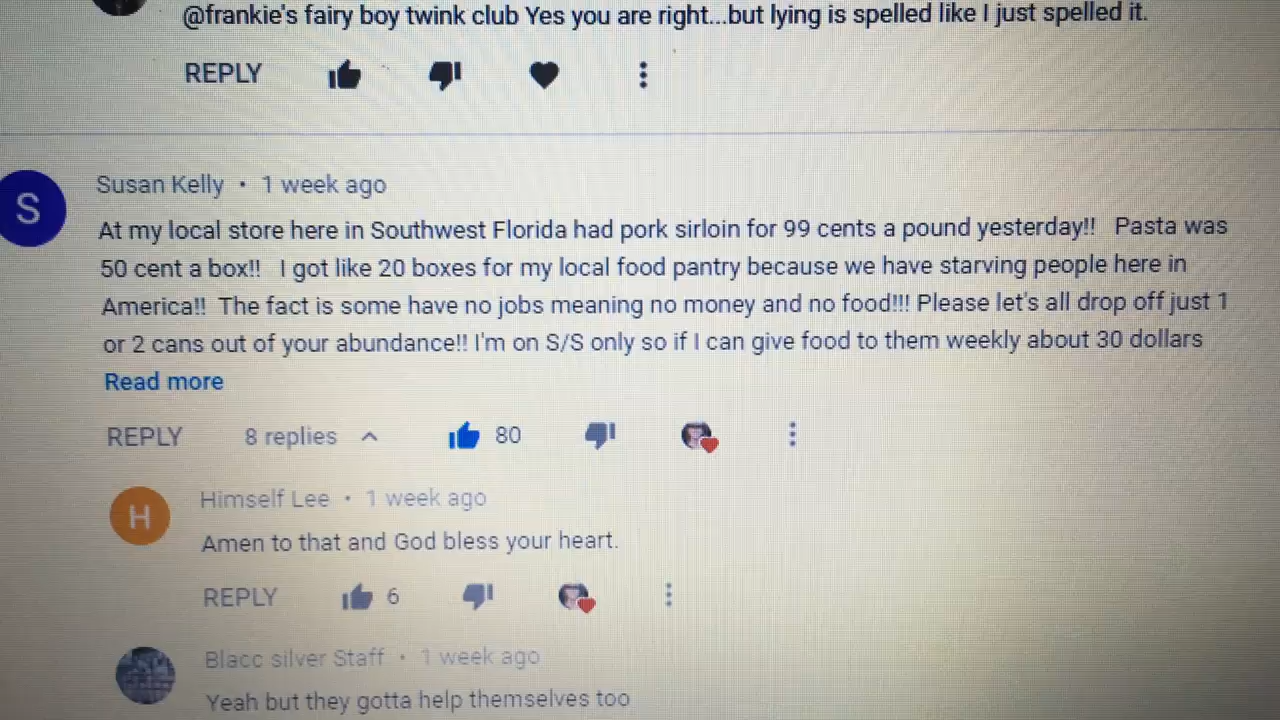 @frankie's fairy boy twink club Yes you are right...but lying is spelled like I just spelled it.
REPLY
S
Susan Kelly • 1 week ago
At my local store here in Southwest Florida had pork sirloin for 99 cents a pound yesterday!! Pasta was
50 cent a box!! I got like 20 boxes for my local food pantry because we have starving people here in
America!! The fact is some have no jobs meaning no money and no food!!! Please let's all drop off just 1
or 2 cans out of your abundance!! I'm on S/S only so if I can give food to them weekly about 30 dollars
Read more
REPLY 8 replies 80
H
Himself Lee • 1 week ago
Amen to that and God bless your heart.
REPLY 6
Blacc silver Staff • 1 week ago
Yeah but they gotta help themselves too